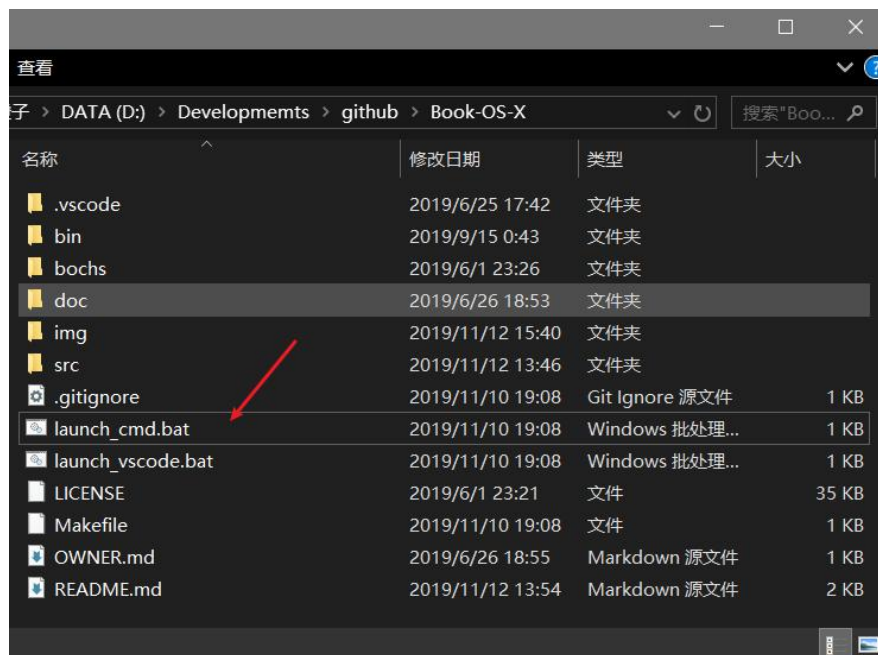 查看
子 > DATA (D:) > Developmemts > github > Book-OS-X 搜索"Boo...
名称 修改日期 类型 大小
.vscode 2019/6/25 17:42 文件夹
bin 2019/9/15 0:43 文件夹
bochs 2019/6/1 23:26 文件夹
doc 2019/6/26 18:53 文件夹
img 2019/11/12 15:40 文件夹
src 2019/11/12 13:46 文件夹
.gitignore 2019/11/10 19:08 Git Ignore 源文件 1 KB
launch_cmd.bat 2019/11/10 19:08 Windows 批处理... 1 KB
launch_vscode.bat 2019/11/10 19:08 Windows 批处理... 1 KB
LICENSE 2019/6/1 23:21 文件 35 KB
Makefile 2019/11/10 19:08 文件 1 KB
OWNER.md 2019/6/26 18:55 Markdown 源文件 1 KB
README.md 2019/11/12 13:54 Markdown 源文件 2 KB